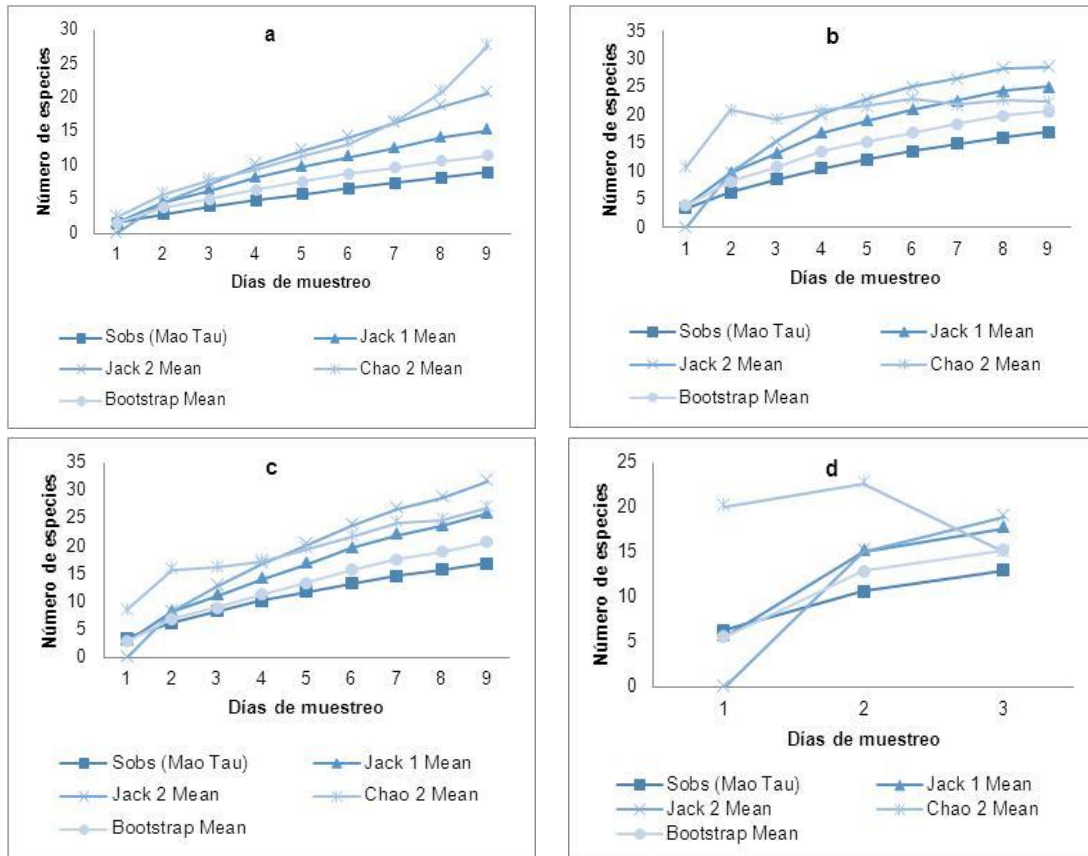 a
Número de especies
30
25
20
15
10
5
0
1 2 3 4 5 6 7 8 9
Días de muestreo
Sobs (Mao Tau) Jack 1 Mean
Jack 2 Mean Chao 2 Mean
Bootstrap Mean
b
Número de especies
35
30
25
20
15
10
5
0
1 2 3 4 5 6 7 8 9
Días de muestreo
Sobs (Mao Tau) Jack 1 Mean
Jack 2 Mean Chao 2 Mean
Bootstrap Mean
c
Número de especies
35
30
25
20
15
10
5
0
1 2 3 4 5 6 7 8 9
Días de muestreo
Sobs (Mao Tau) Jack 1 Mean
Jack 2 Mean Chao 2 Mean
Bootstrap Mean
d
Número de especies
25
20
15
10
5
0
1 2 3
Días de muestreo
Sobs (Mao Tau) Jack 1 Mean
Jack 2 Mean Chao 2 Mean
Bootstrap Mean